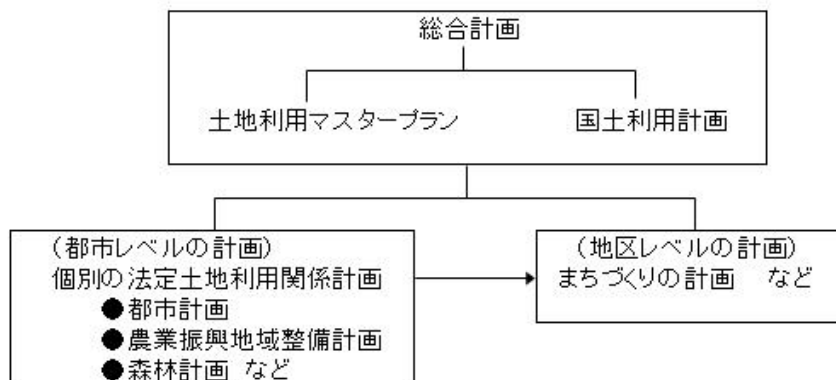 総合計画
土地利用マスタープラン 国土利用計画
(都市レベルの計画)
個別の法定土地利用関係計画
●都市計画
●農業振興地域整備計画
●森林計画 など
(地区レベルの計画)
まちづくりの計画 など